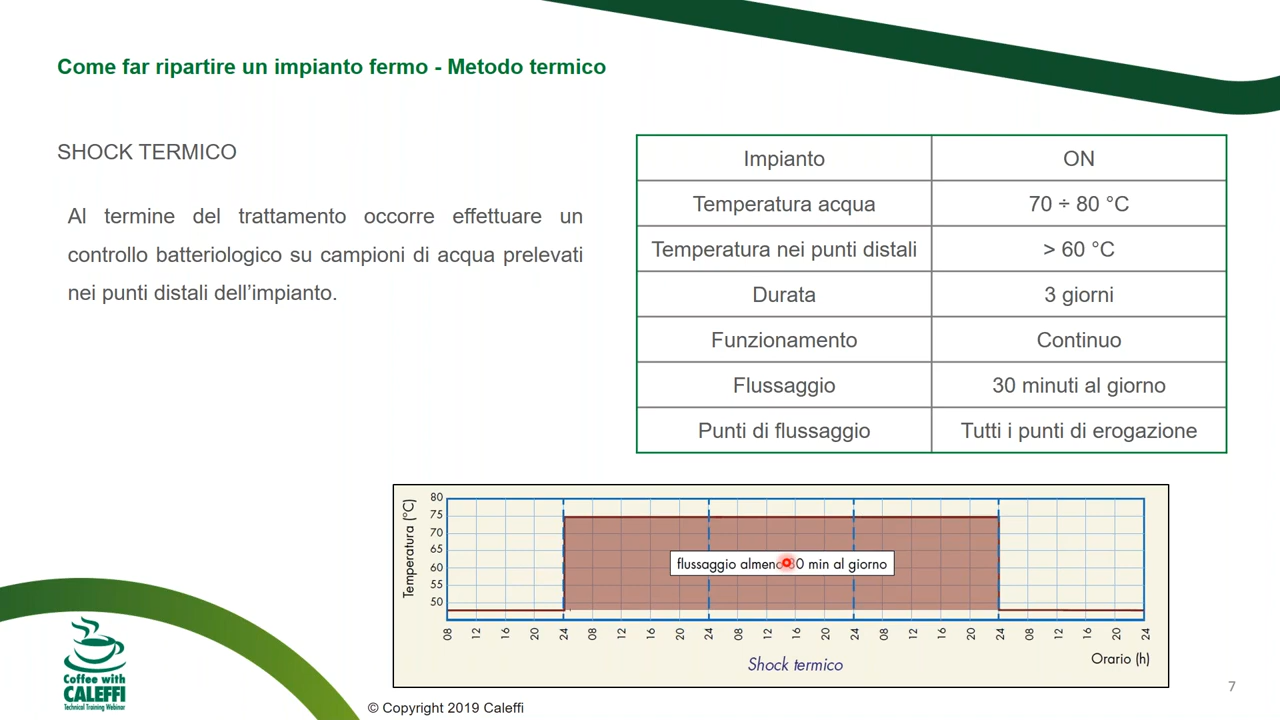 Come far ripartire un impianto fermo - Metodo termico
SHOCK TERMICO
Al termine del trattamento occorre effettuare un
controllo batteriologico su campioni di acqua prelevati
nei punti distali dell'impianto.
Impianto ON
Temperatura acqua 70 ÷ 80 °C
Temperatura nei punti distali > 60 °C
Durata 3 giorni
Funzionamento Continuo
Flussaggio 30 minuti al giorno
Punti di flussaggio Tutti i punti di erogazione
Temperatura (°C)
80
75
70
65
60
55
50
flussaggio almeno 30 min al giorno
08 12 16 20 24 08 12 16 20 24 08 12 16 20 24 08 12 16 20 24 08 12 16 20 24
Shock termico
Orario (h)
Coffee with
CALEFFI
Technical Training Webinar
© Copyright 2019 Caleffi
7